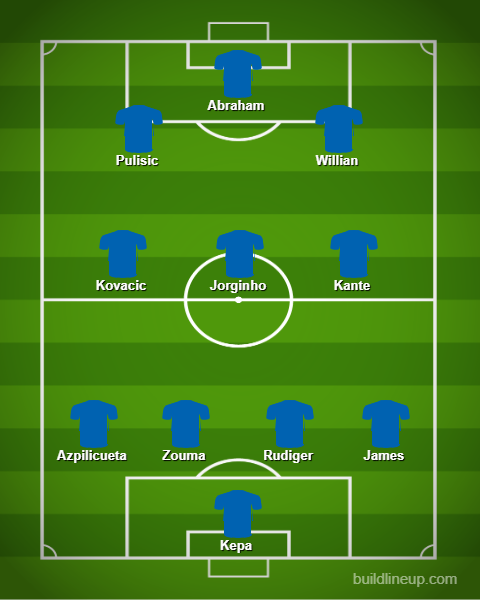 Abraham
Pulisic
Willian
Kovacic
Jorginho
Kante
Azpilicueta
Zouma
Rudiger
James
Kepa
buildlineup.com